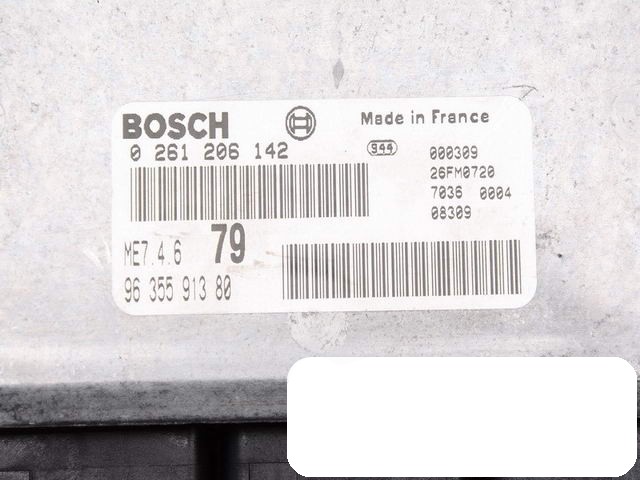 BOSCH
Made in France
0 261 206 142
944
000309
26FM0720
7036 0004
08309
ME7.4.6 79
96 355 913 80